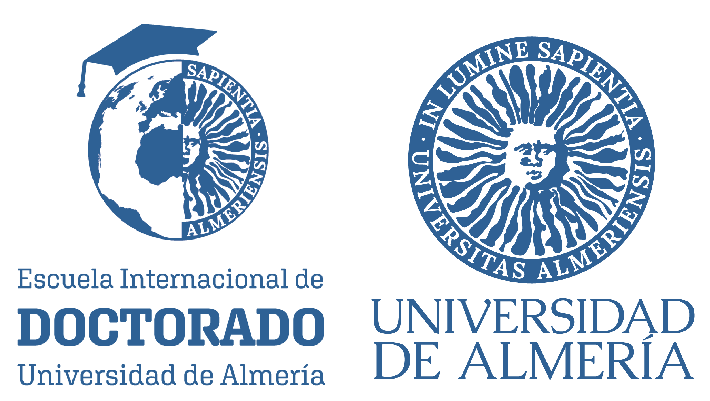 SAPIENTIA ·
ALMERIENSIS
Escuela Internacional de
DOCTORADO
Universidad de Almería
· IN LUMINE SAPIENTIA ·
UNIVERSITAS ALMERIENSIS
UNIVERSIDAD
DE ALMERÍA